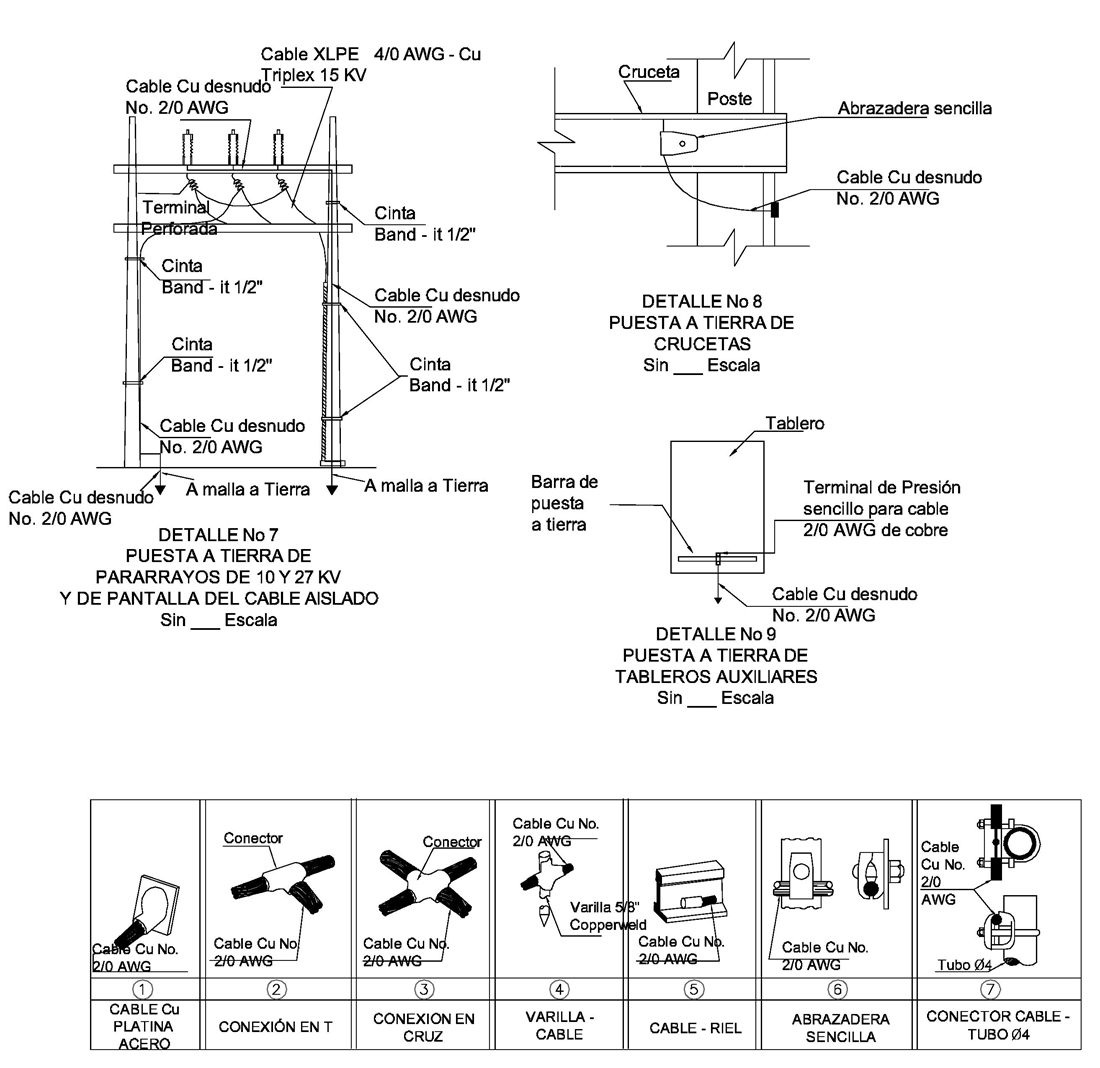 Cable XLPE 4/0 AWG - Cu
Triplex 15 KV
Cable Cu desnudo
No. 2/0 AWG
Terminal
Perforada
Cinta
Band - it 1/2"
Cinta
Band - it 1/2"
Cable Cu desnudo
No. 2/0 AWG
Cinta
Band - it 1/2"
Cinta
Band - it 1/2"
Cable Cu desnudo
No. 2/0 AWG
Cable Cu desnudo
No. 2/0 AWG
A malla a Tierra
A malla a Tierra
DETALLE No 7
PUESTA A TIERRA DE
PARARRAYOS DE 10 Y 27 KV
Y DE PANTALLA DEL CABLE AISLADO
Sin ___ Escala
Cruceta
Poste
Abrazadera sencilla
Cable Cu desnudo
No. 2/0 AWG
DETALLE No 8
PUESTA A TIERRA DE
CRUCETAS
Sin ___ Escala
Tablero
Barra de
puesta
a tierra
Terminal de Presión
sencillo para cable
2/0 AWG de cobre
Cable Cu desnudo
No. 2/0 AWG
DETALLE No 9
PUESTA A TIERRA DE
TABLEROS AUXILIARES
Sin ___ Escala
Cable Cu No.
2/0 AWG
1
CABLE Cu
PLATINA
ACERO
Conector
Cable Cu No
2/0 AWG
2
CONEXIÓN EN T
Conector
Cable Cu No.
2/0 AWG
3
CONEXION EN
CRUZ
Cable Cu No.
2/0 AWG
Varilla 5/8"
Copperweld
4
VARILLA -
CABLE
Cable Cu No.
2/0 AWG
5
CABLE - RIEL
Cable Cu No.
2/0 AWG
6
ABRAZADERA
SENCILLA
Cable
Cu No.
2/0
AWG
Tubo Ø4
7
CONECTOR CABLE -
TUBO Ø4